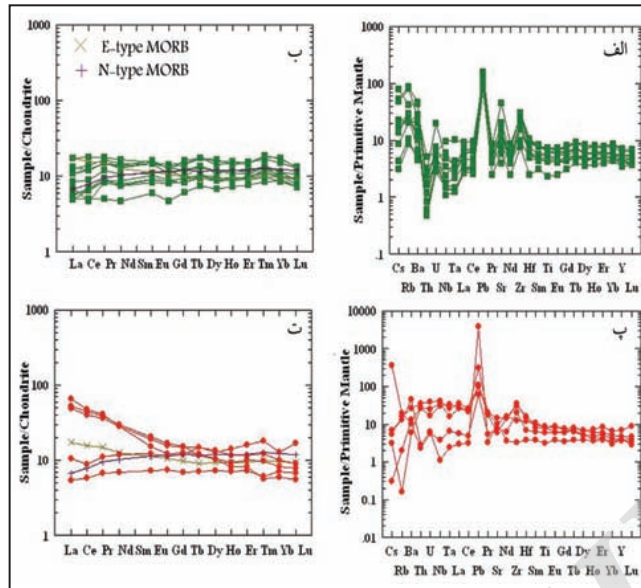 ب
1000
100
10
1
Sample/Chondrite
E-type MORB
N-type MORB
La Ce Pr Nd Sm Eu Gd Tb Dy Ho Er Tm Yb Lu
الف
1000
100
10
1
.1
Sample/Primitive Mantle
Cs Ba U Ta Ce Pr Nd Hf Ti Gd Dy Er Y
Rb Th Nb La Pb Sr Zr Sm Eu Tb Ho Yb Lu
ت
1000
100
10
1
Sample/Chondrite
La Ce Pr Nd Sm Eu Gd Tb Dy Ho Er Tm Yb Lu
پ
10000
1000
100
10
1
0.1
.01
Sample/Primitive Mantle
Cs Ba U Ta Ce Pr Nd Hf Ti Gd Dy Er Y
Rb Th Nb La Pb Sr Zr Sm Eu Tb Ho Yb Lu